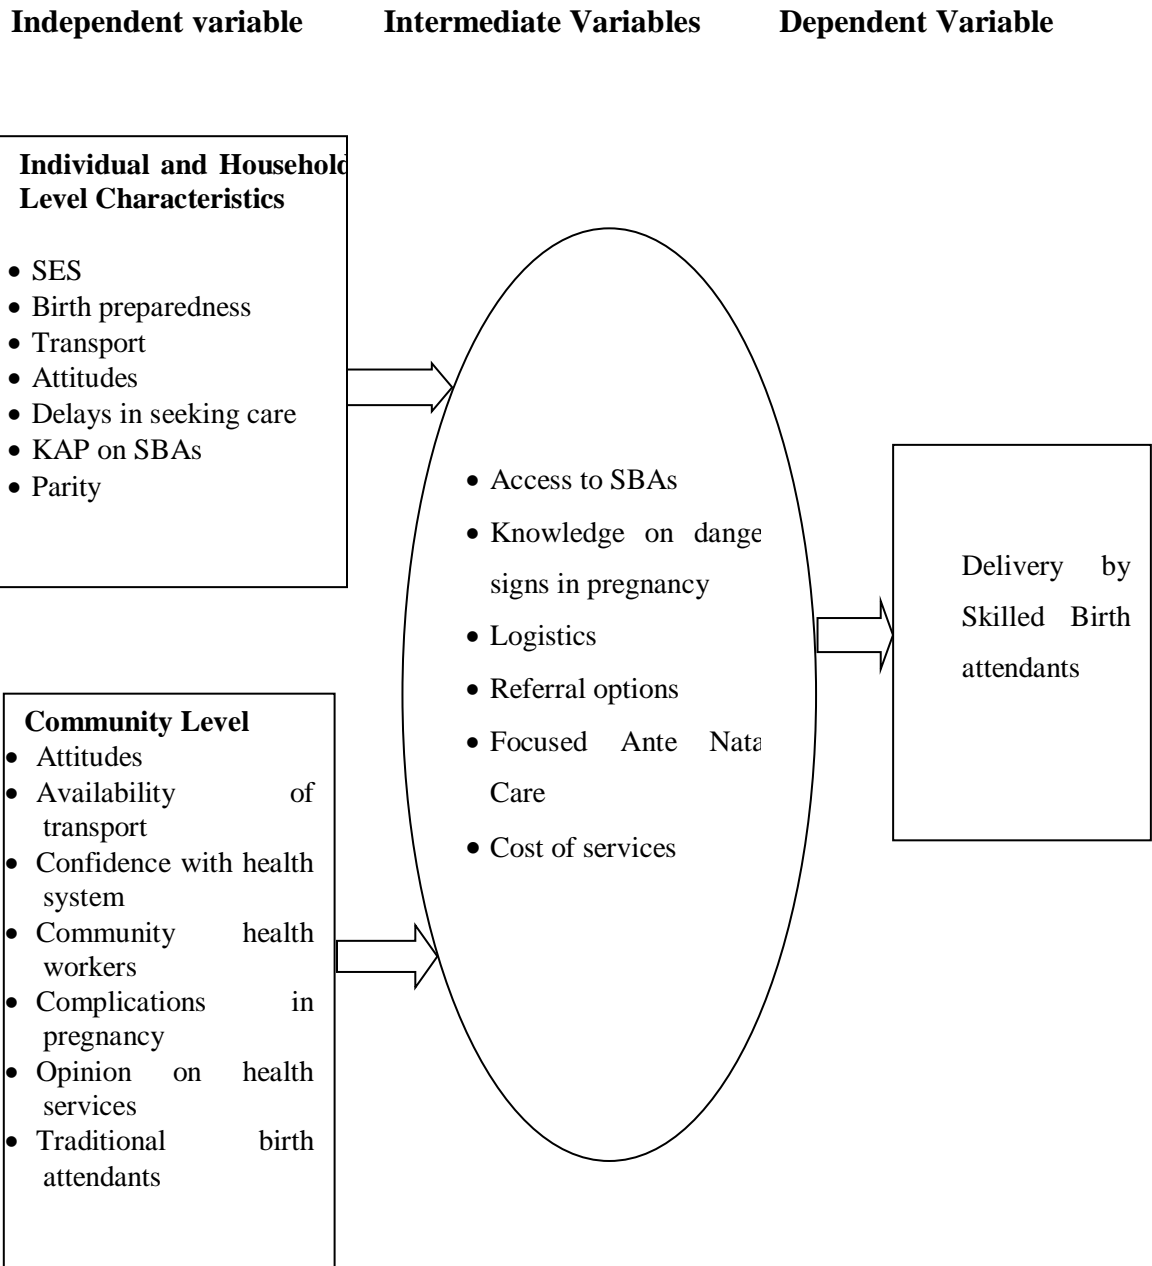 Independent variable Intermediate Variables Dependent Variable
Individual and Household
Level Characteristics
• SES
• Birth preparedness
• Transport
• Attitudes
• Delays in seeking care
• KAP on SBAs
• Parity
Community Level
• Attitudes
• Availability of
transport
• Confidence with health
system
• Community health
workers
• Complications in
pregnancy
• Opinion on health
services
• Traditional birth
attendants
• Access to SBAs
• Knowledge on dange
signs in pregnancy
• Logistics
• Referral options
• Focused Ante Nata
Care
• Cost of services
Delivery by
Skilled Birth
attendants